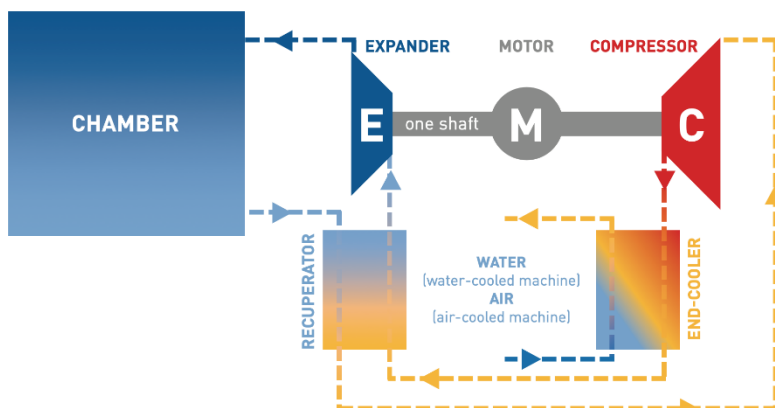 EXPANDER
MOTOR
COMPRESSOR
CHAMBER
E
one shaft
M
C
RECUPERATOR
WATER
(water-cooled machine)
AIR
(air-cooled machine)
END-COOLER